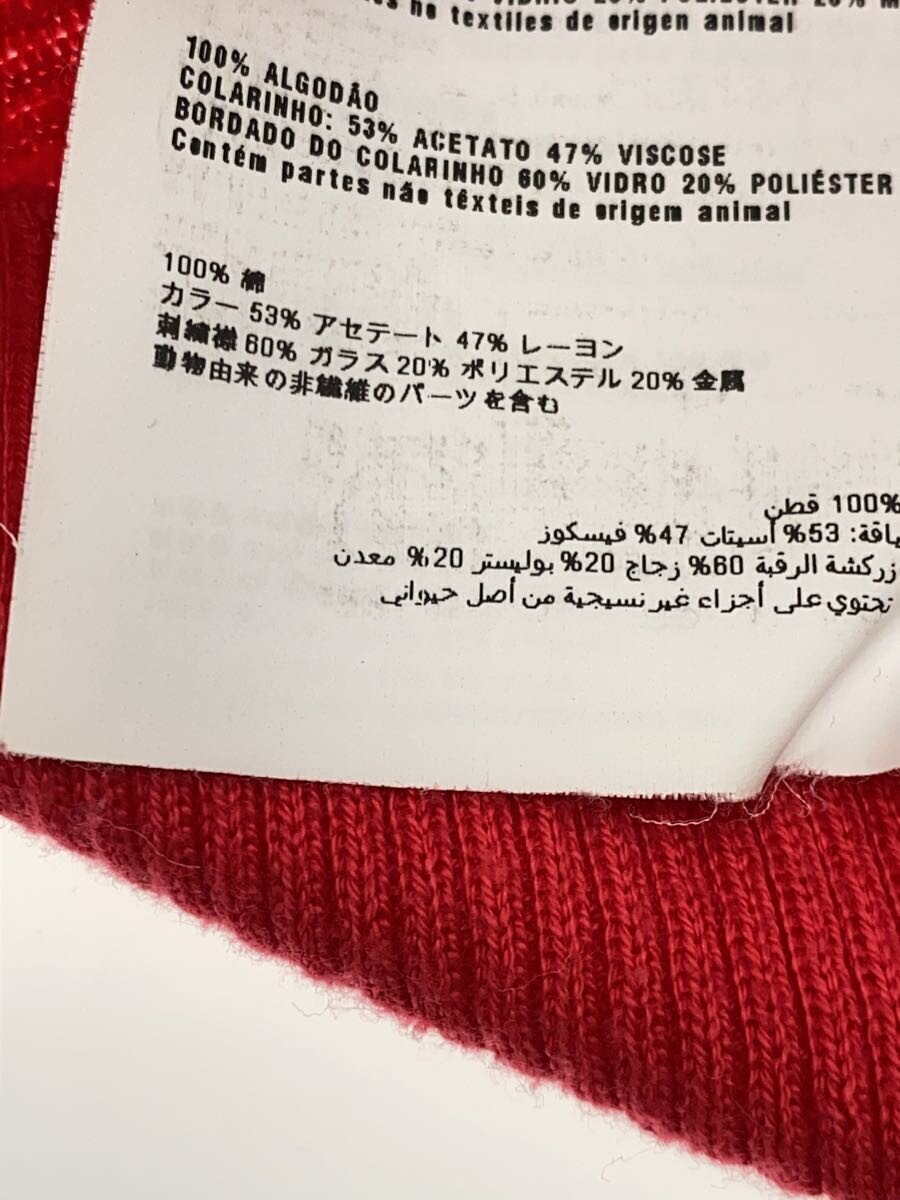 VIDRIO 20% POLIÉSTER 20% M
s no textiles de origen animal
100% ALGODÃO
COLARINHO: 53% ACETATO 47% VISCOSE
BORDADO DO COLARINHO 60% VIDRO 20% POLIÉSTER
Contém partes não têxteis de origem animal
100% 綿
カラー 53% アセテート 47% レーヨン
刺繍襟 60% ガラス 20% ポリエステル 20% 金属
動物由来の非繊維のパーツを含む
100% قطن
ياقة: 53% أسيتات 47% فيسكوز
زركشة الرقبة 60% زجاج 20% بوليستر 20% معدن
تحتوي على أجزاء غير نسيجية من أصل حيواني